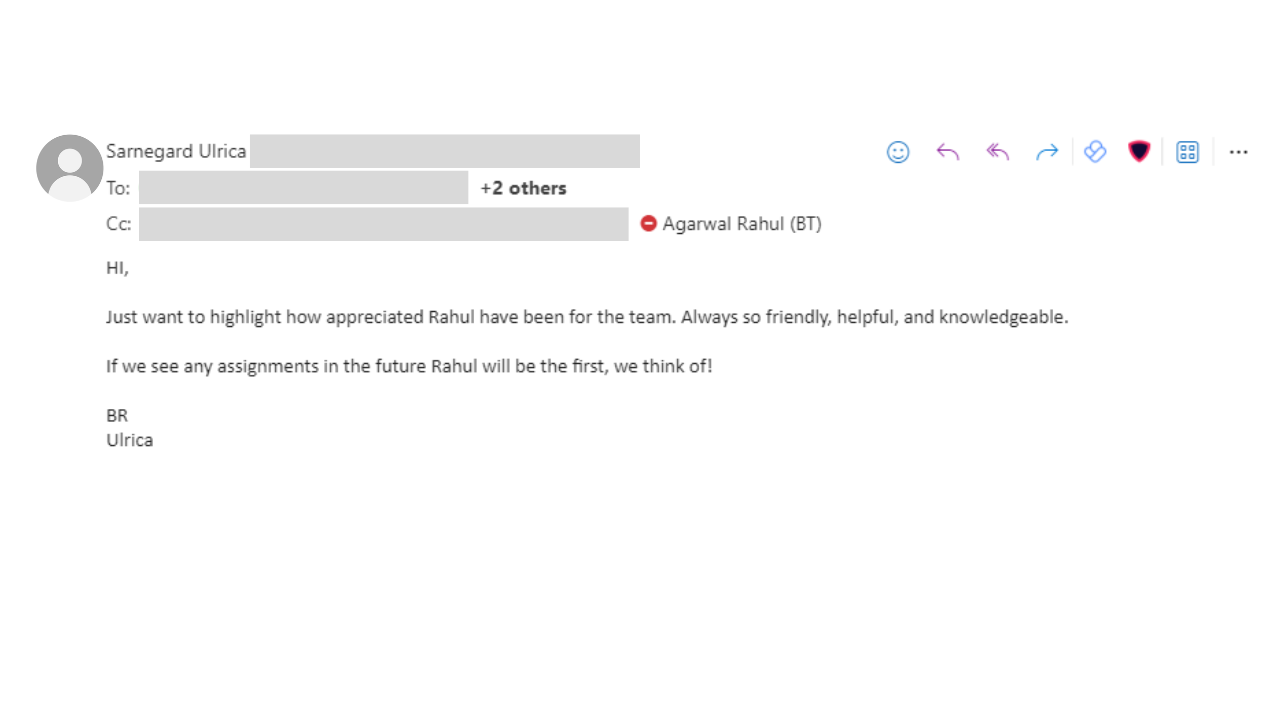 Sarnegard Ulrica
To: +2 others
Cc: Agarwal Rahul (BT)
HI,
Just want to highlight how appreciated Rahul have been for the team. Always so friendly, helpful, and knowledgeable.
If we see any assignments in the future Rahul will be the first, we think of!
BR
Ulrica